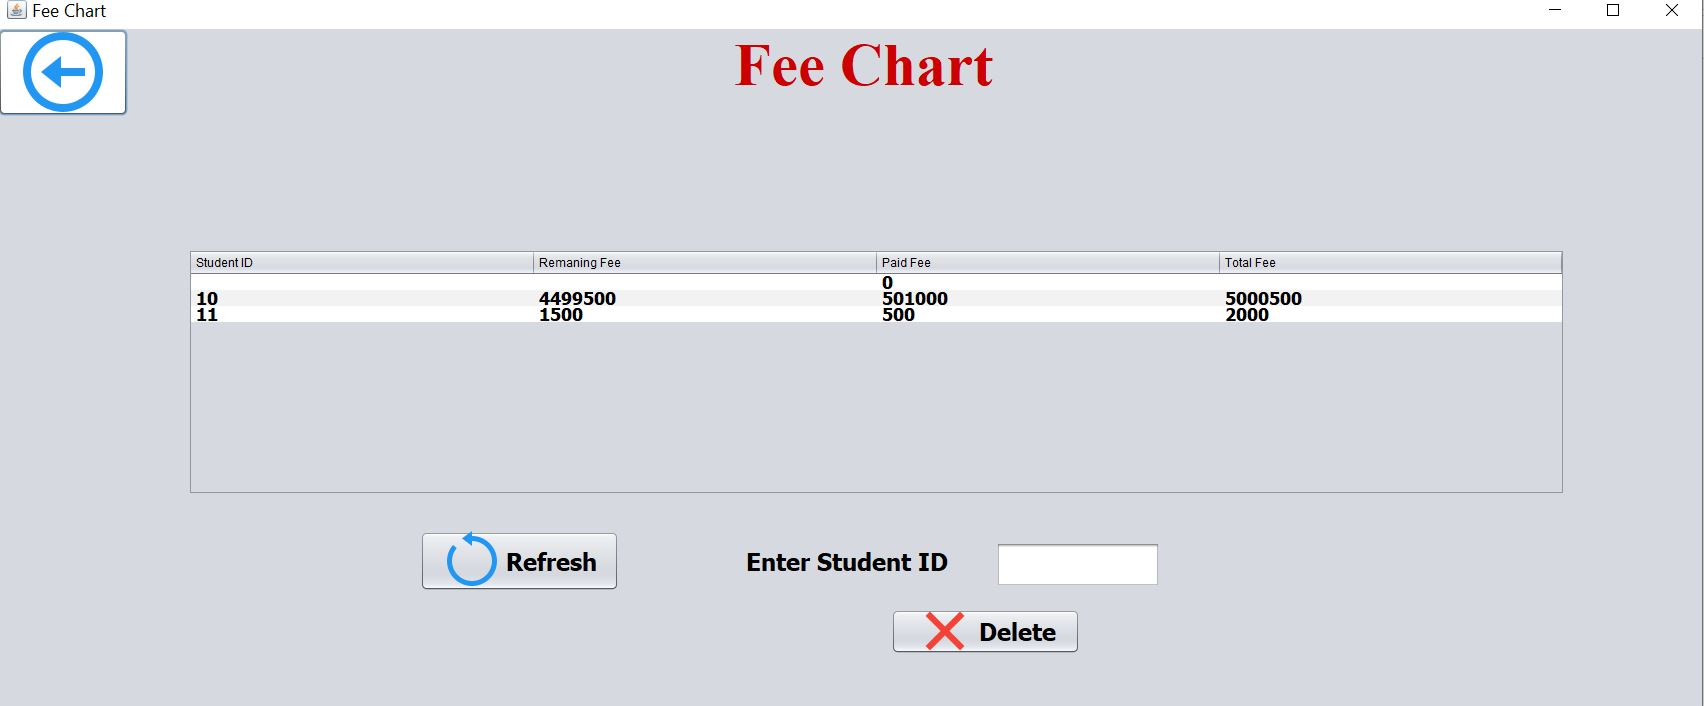 Fee Chart
Fee Chart
Student ID Remaning Fee Paid Fee Total Fee
0
10 4499500 501000 5000500
11 1500 500 2000
Refresh Enter Student ID
Delete